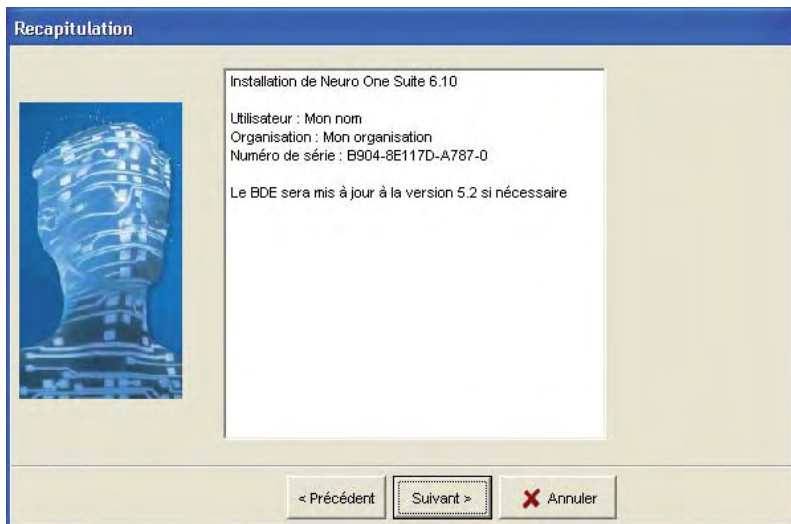 Recapitulation
Installation de Neuro One Suite 6.10
Utilisateur : Mon nom
Organisation : Mon organisation
Numéro de série : B904-8E117D-A787-0
Le BDE sera mis à jour à la version 5.2 si nécessaire
< Précédent Suivant > Annuler